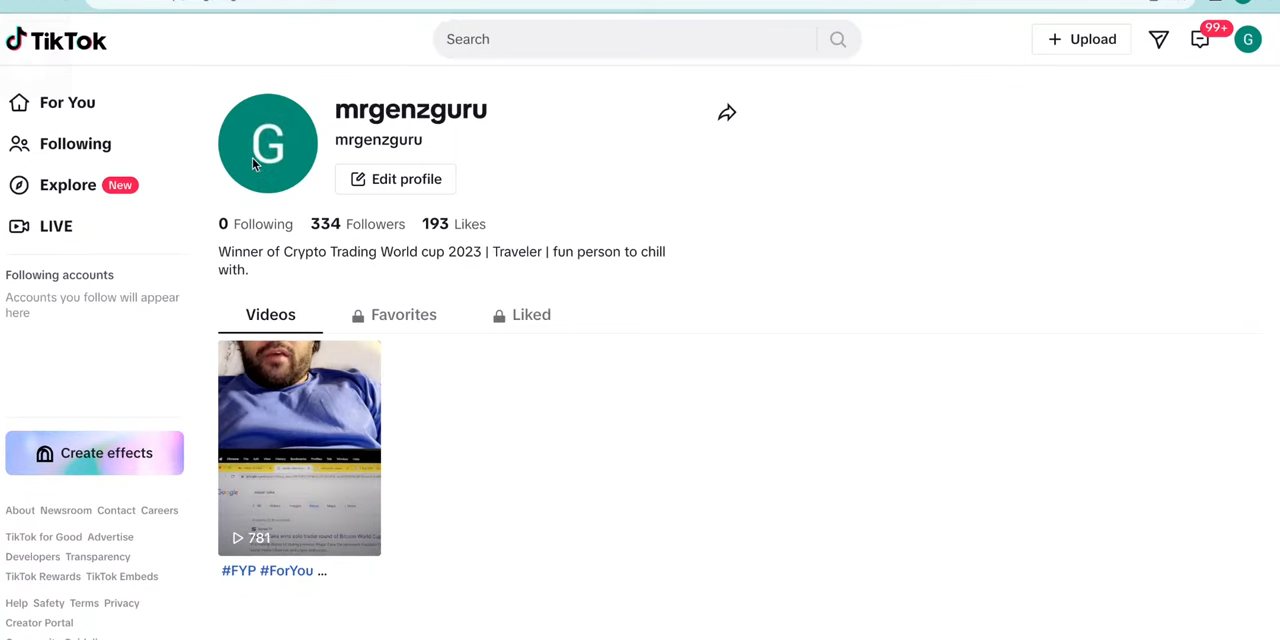 TikTok
Search
Upload
99+
G
For You
Following
Explore New
LIVE
Following accounts
Accounts you follow will appear
here
Create effects
About Newsroom Contact Careers
TikTok for Good Advertise
Developers Transparency
TikTok Rewards TikTok Embeds
Help Safety Terms Privacy
Creator Portal
G
mrgenzguru
mrgenzguru
Edit profile
0 Following 334 Followers 193 Likes
Winner of Crypto Trading World cup 2023 | Traveler | fun person to chill
with.
Videos Favorites Liked
Google
781
#FYP #ForYou ...